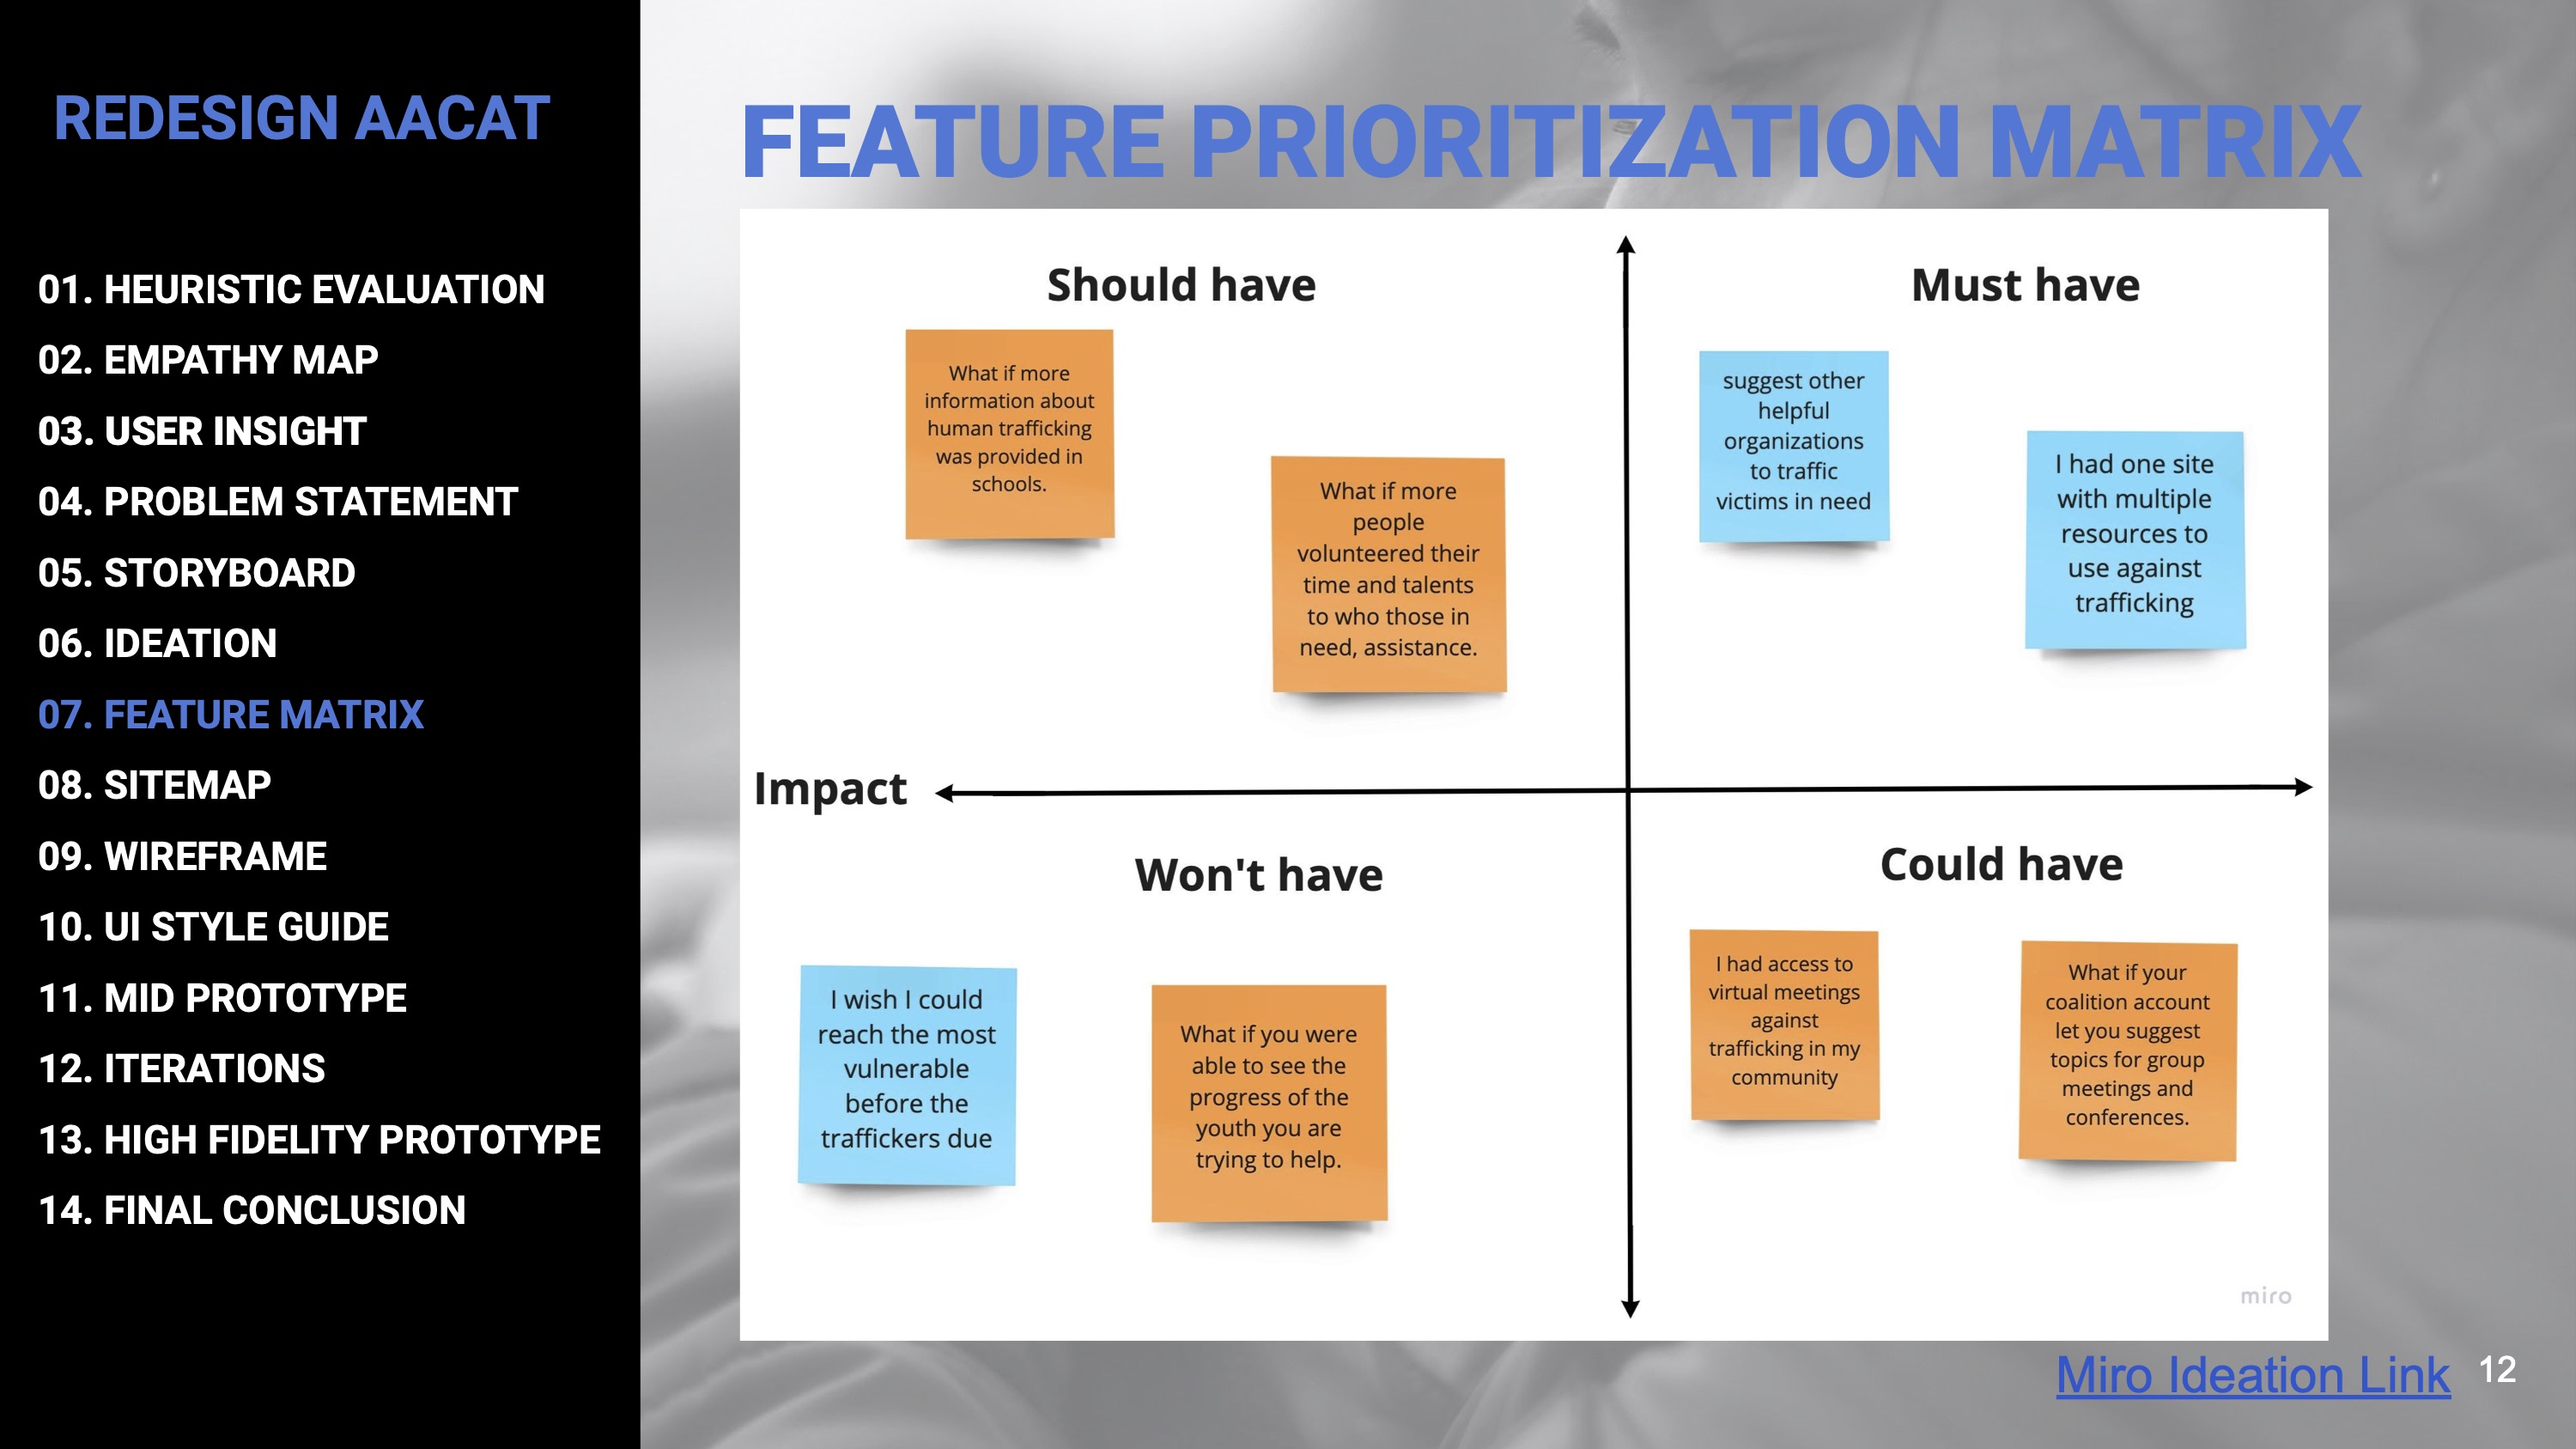 REDESIGN AACAT
01. HEURISTIC EVALUATION
02. EMPATHY MAP
03. USER INSIGHT
04. PROBLEM STATEMENT
05. STORYBOARD
06. IDEATION
07. FEATURE MATRIX
08. SITEMAP
09. WIREFRAME
10. UI STYLE GUIDE
11. MID PROTOTYPE
12. ITERATIONS
13. HIGH FIDELITY PROTOTYPE
14. FINAL CONCLUSION
FEATURE PRIORITIZATION MATRIX
Should have
What if more
information about
human trafficking
was provided in
schools.
What if more
people
volunteered their
time and talents
to who those in
need, assistance.
Must have
suggest other
helpful
organizations
to traffic
victims in need
I had one site
with multiple
resources to
use against
trafficking
Impact
Won't have
I wish I could
reach the most
vulnerable
before the
traffickers due
What if you were
able to see the
progress of the
youth you are
trying to help.
Could have
I had access to
virtual meetings
against
trafficking in my
community
What if your
coalition account
let you suggest
topics for group
meetings and
conferences.
miro
Miro Ideation Link
12